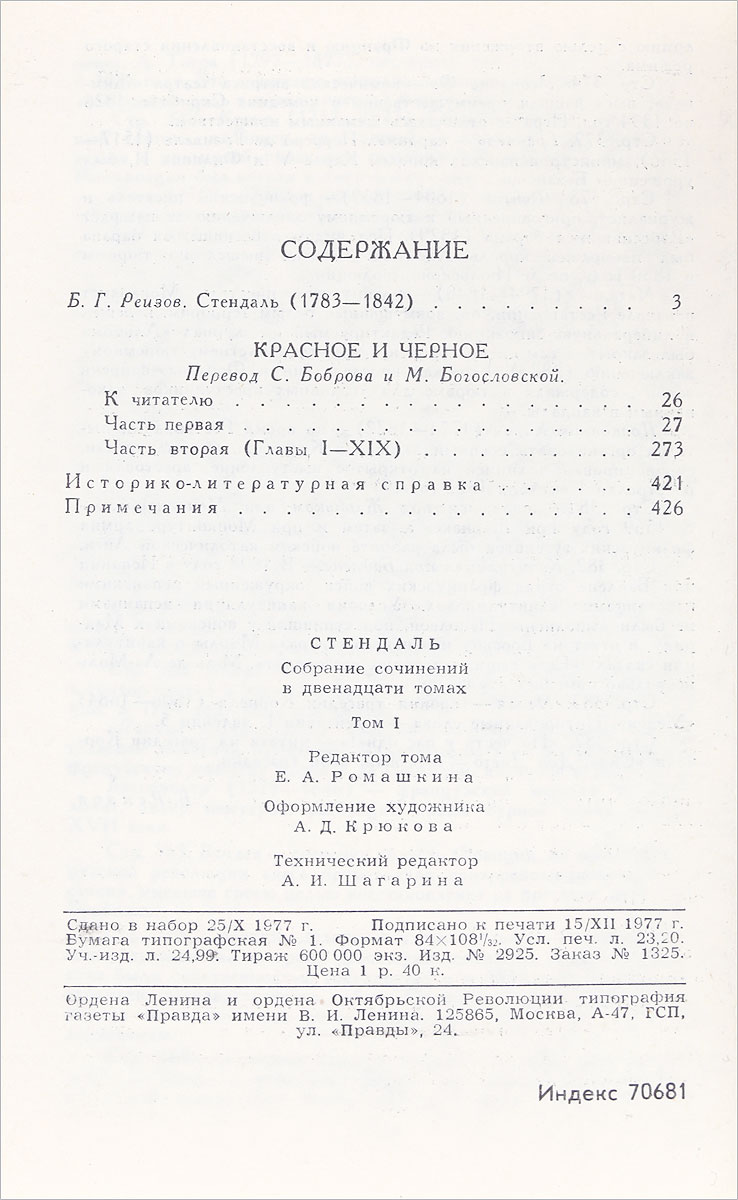 СОДЕРЖАНИЕ
Б. Г. Реизов. Стендаль (1783—1842) . . . . . . . . . . 3
КРАСНОЕ И ЧЕРНОЕ
Перевод С. Боброва и М. Богословской.
К читателю . . . . . . . . . . . . . . . . 26
Часть первая . . . . . . . . . . . . . . . 27
Часть вторая (Главы I—XIX) . . . . . . . . 273
Историко-литературная справка . . . . . . 421
Примечания . . . . . . . . . . . . . . . . 426
СТЕНДАЛЬ
Собрание сочинений
в двенадцати томах
Том I
Редактор тома
Е. А. Ромашкина
Оформление художника
А. Д. Крюкова
Технический редактор
А. И. Шагарина
Сдано в набор 25/X 1977 г. Подписано к печати 15/XII 1977 г.
Бумага типографская № 1. Формат 84×108¹/₃₂. Усл. печ. л. 23,20.
Уч.-изд. л. 24,99. Тираж 600 000 экз. Изд. № 2925. Заказ № 1325.
Цена 1 р. 40 к.
Ордена Ленина и ордена Октябрьской Революции типография
газеты «Правда» имени В. И. Ленина. 125865, Москва, А-47, ГСП,
ул. «Правды», 24.
Индекс 70681